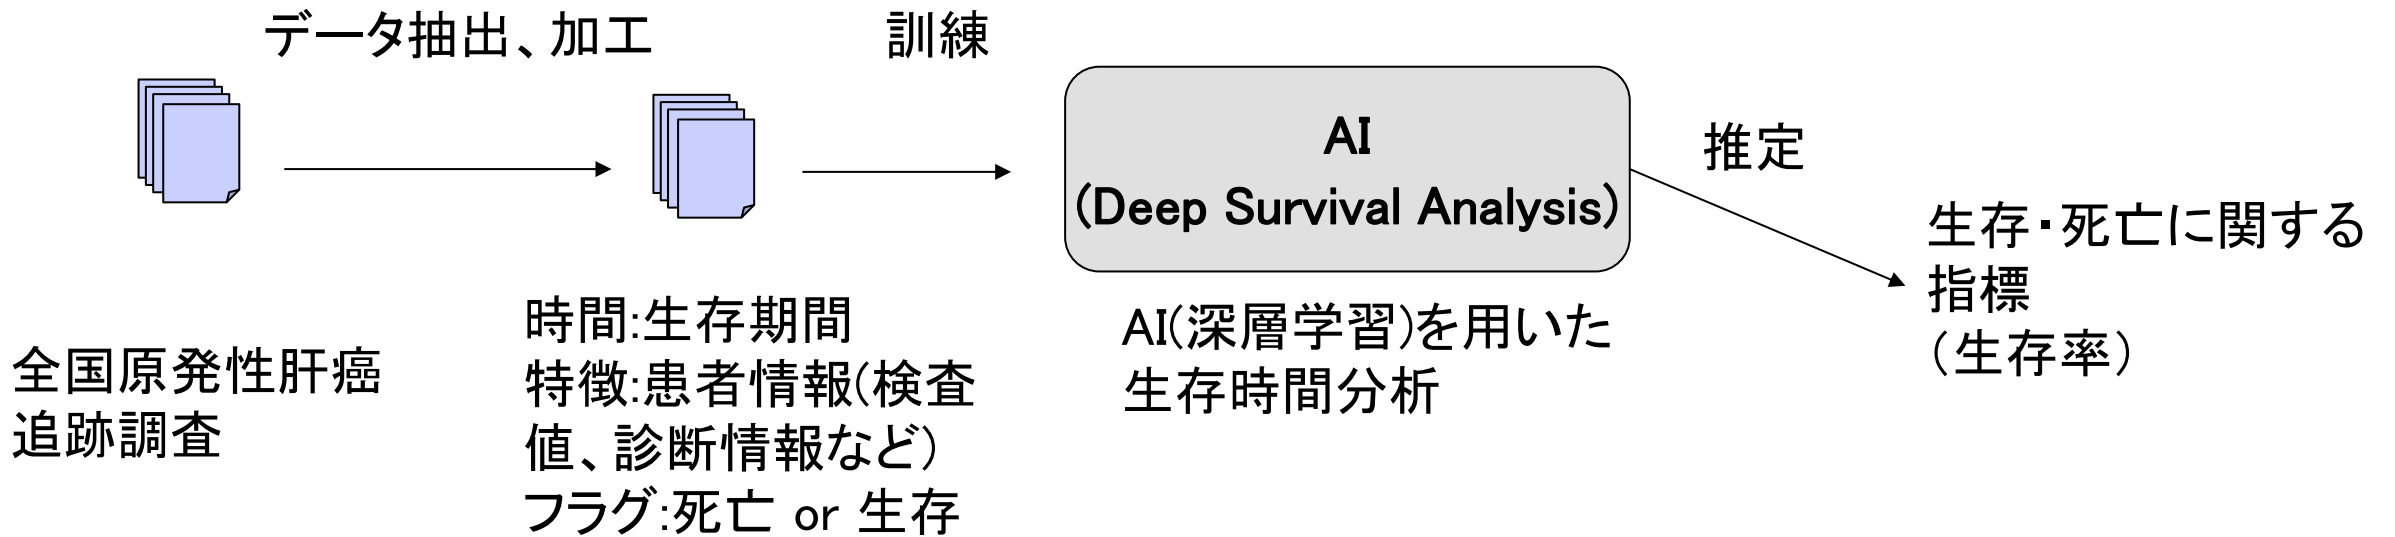 データ抽出、加工
訓練
AI
(Deep Survival Analysis)
推定
全国原発性肝癌
追跡調査
時間:生存期間
特徴:患者情報(検査
値、診断情報など)
フラグ:死亡 or 生存
AI(深層学習)を用いた
生存時間分析
生存・死亡に関する
指標
（生存率）